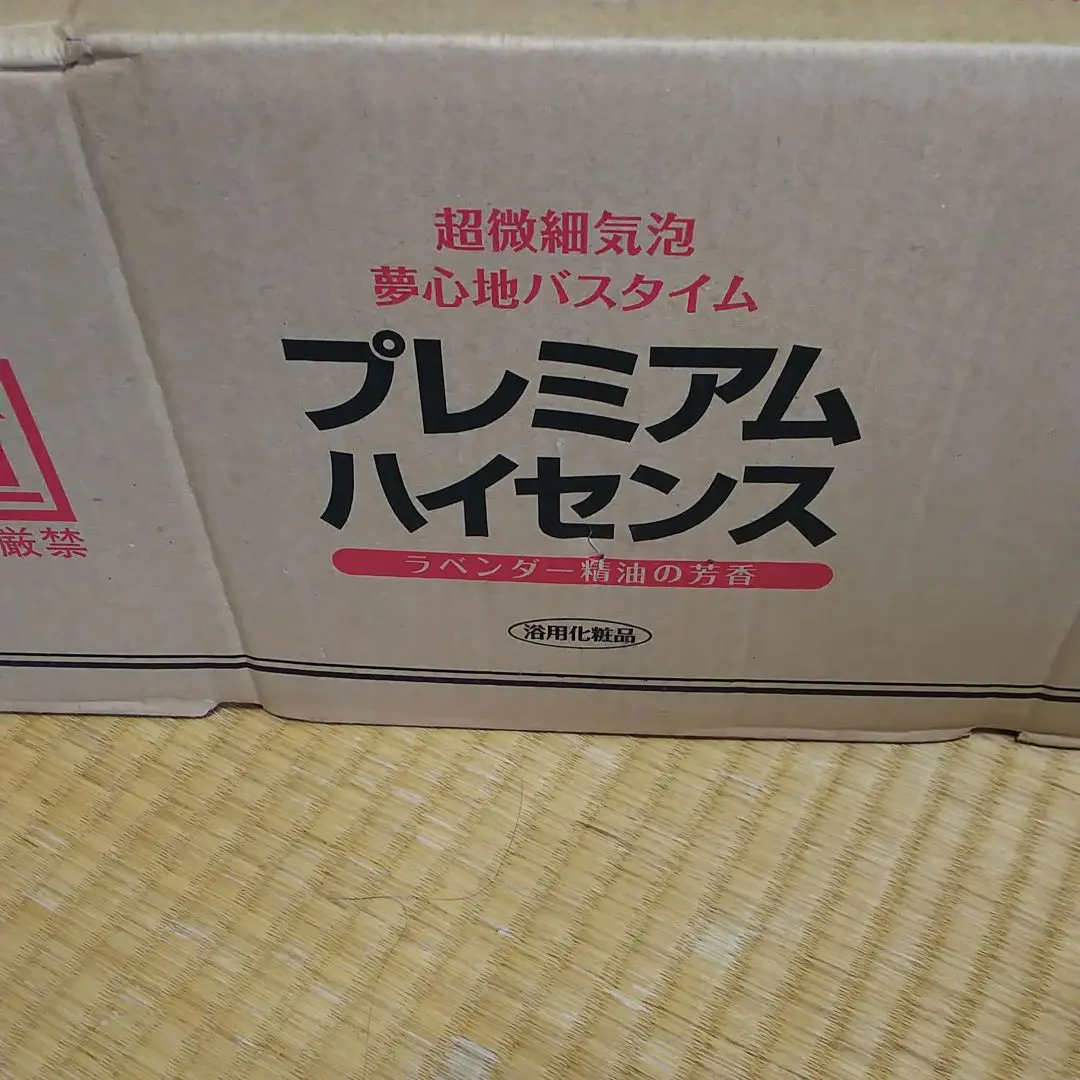 超微細気泡
夢心地バスタイム
プレミアム
ハイセンス
ラベンダー精油の芳香
浴用化粧品
厳禁